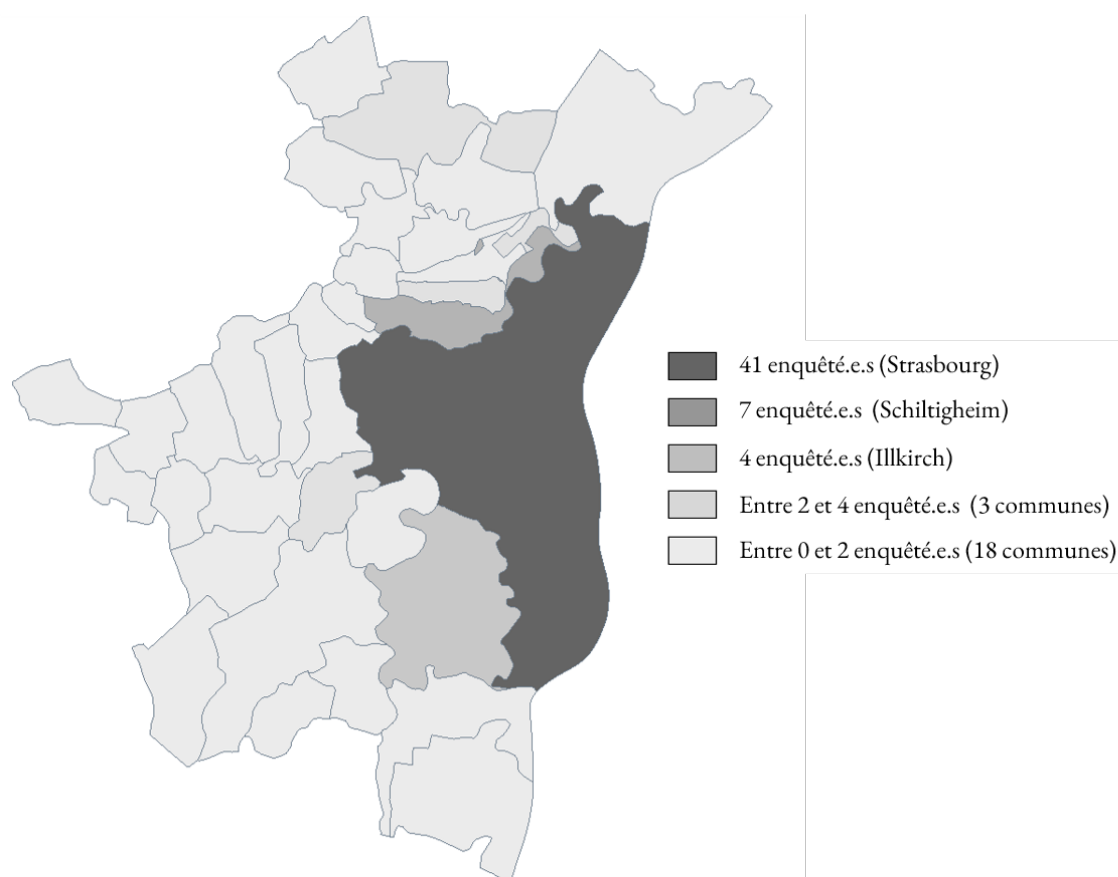 41 enquêté.e.s (Strasbourg)
7 enquêté.e.s (Schiltigheim)
4 enquêté.e.s (Illkirch)
Entre 2 et 4 enquêté.e.s (3 communes)
Entre 0 et 2 enquêté.e.s (18 communes)